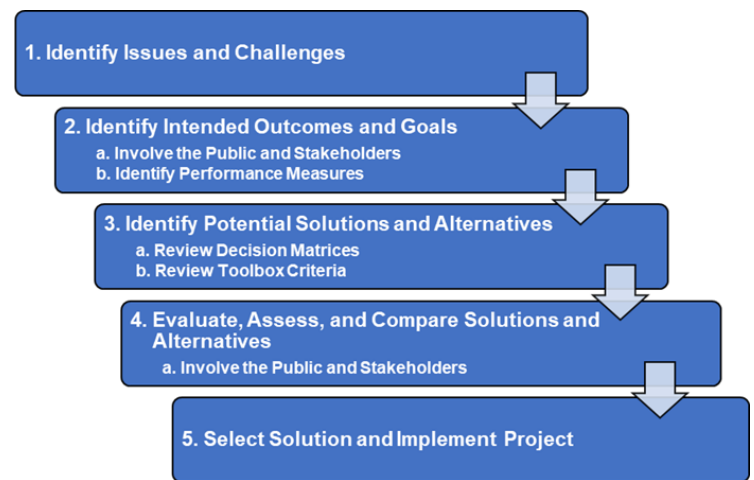 1. Identify Issues and Challenges
2. Identify Intended Outcomes and Goals
a. Involve the Public and Stakeholders
b. Identify Performance Measures
3. Identify Potential Solutions and Alternatives
a. Review Decision Matrices
b. Review Toolbox Criteria
4. Evaluate, Assess, and Compare Solutions and
Alternatives
a. Involve the Public and Stakeholders
5. Select Solution and Implement Project